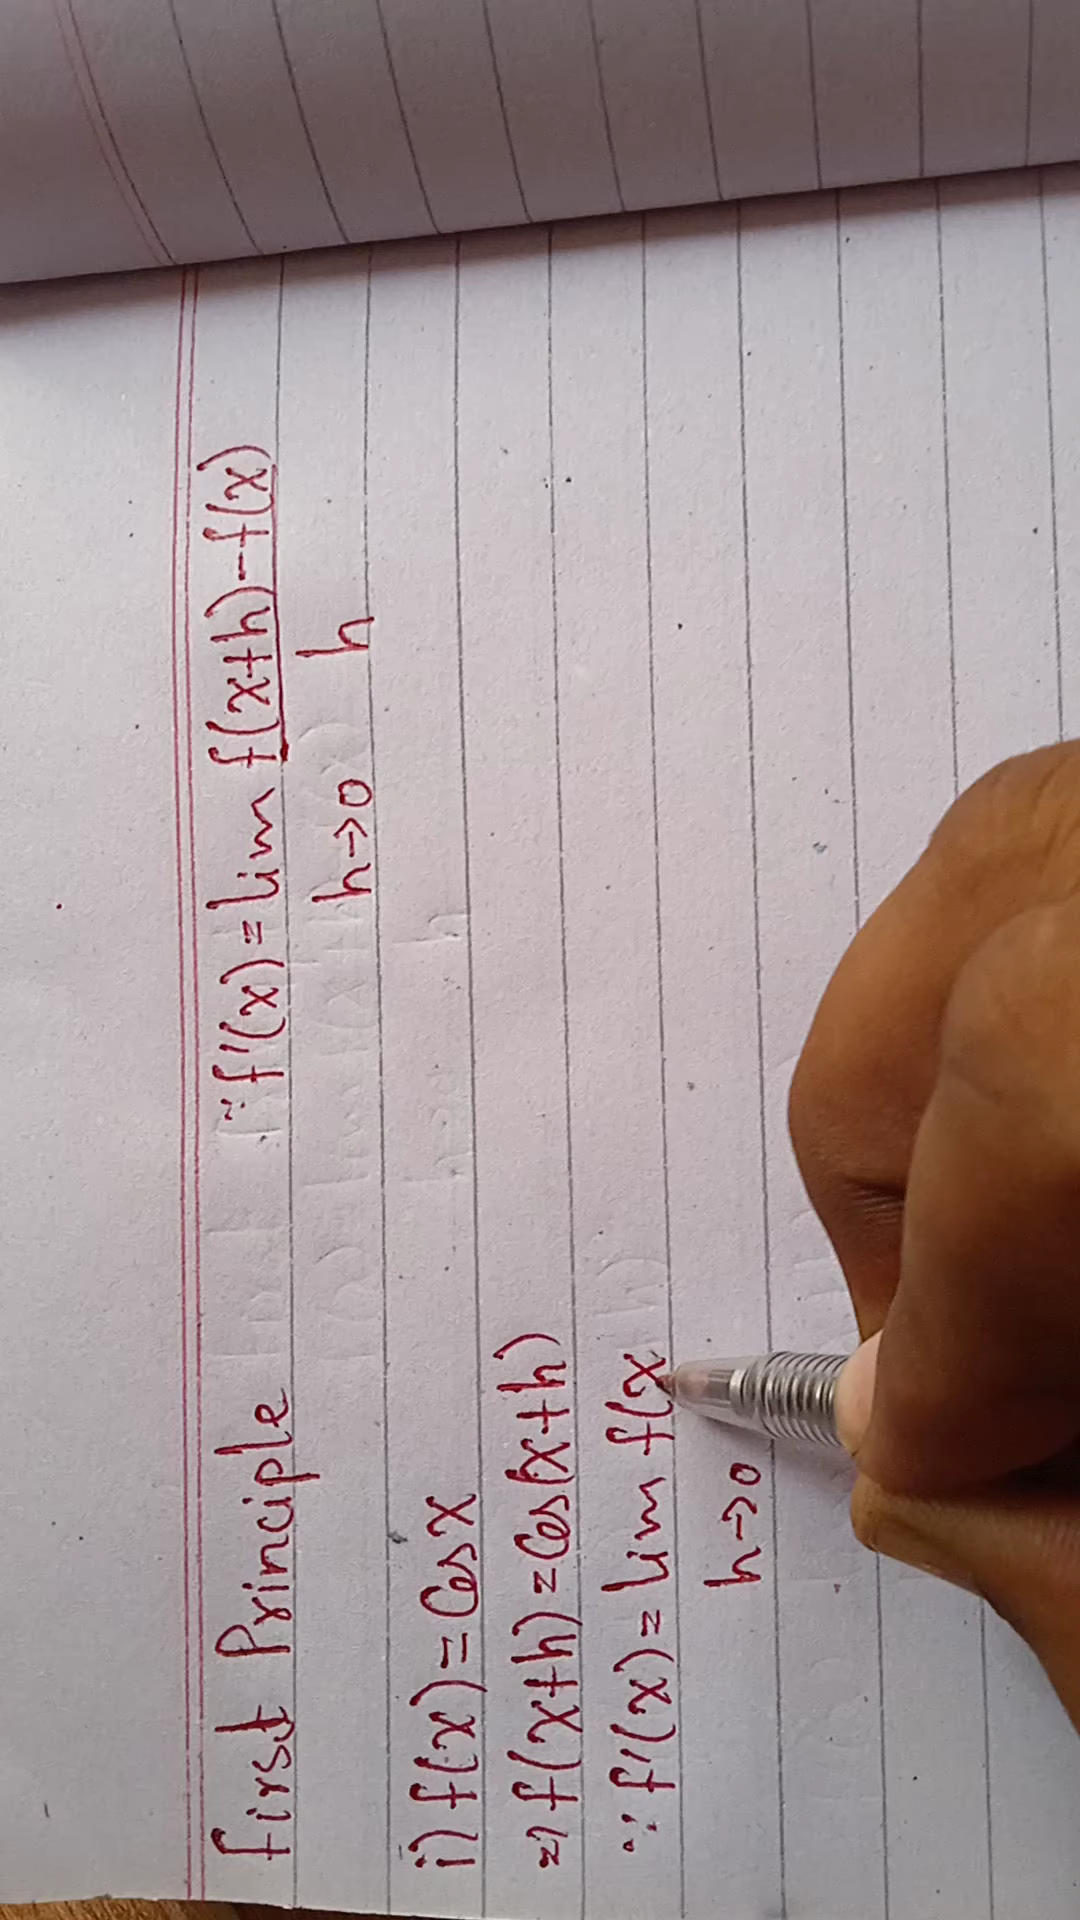 First Principle ∵ f'(x) = lim f(x+h)-f(x)
h→0 h
i) f(x) = Cos x
⇒ f(x+h) = Cos(x+h)
∵ f'(x) = lim f(x
h→0